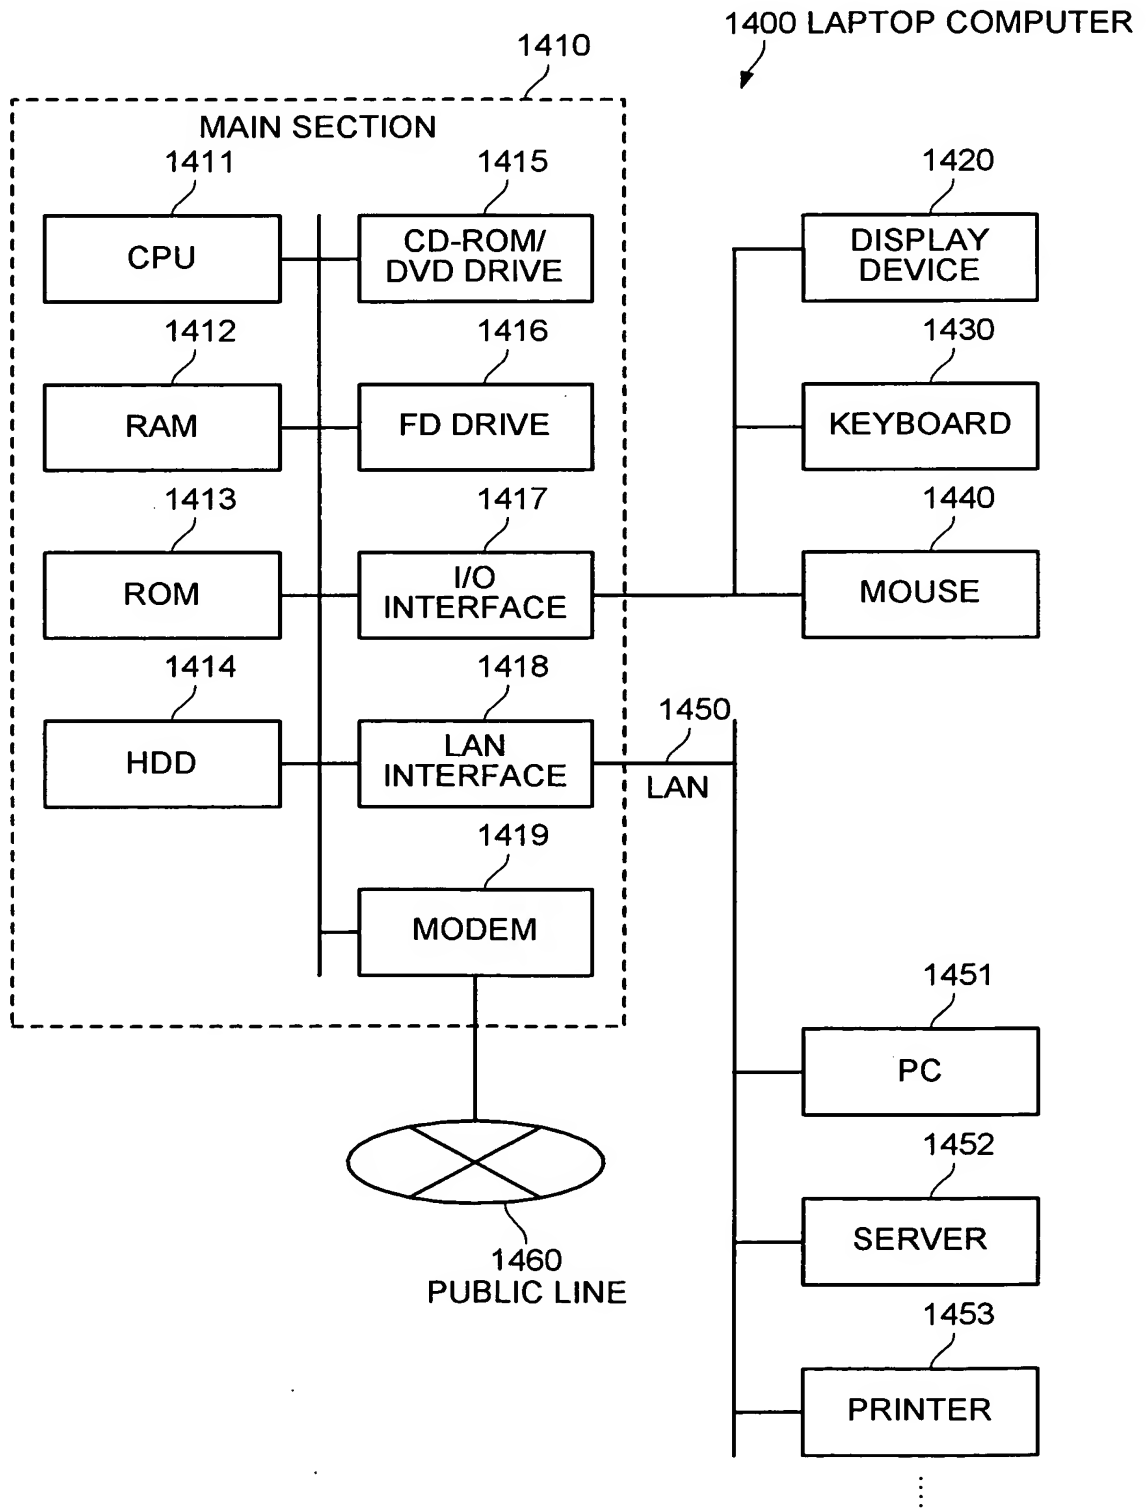 1400 LAPTOP COMPUTER
1410
MAIN SECTION
1411
CPU
1415
CD-ROM/
DVD DRIVE
1420
DISPLAY
DEVICE
1412
RAM
1416
FD DRIVE
1430
KEYBOARD
1413
ROM
1417
I/O
INTERFACE
1440
MOUSE
1414
HDD
1418
LAN
INTERFACE
1450
LAN
1419
MODEM
1451
PC
1452
SERVER
1460
PUBLIC LINE
1453
PRINTER